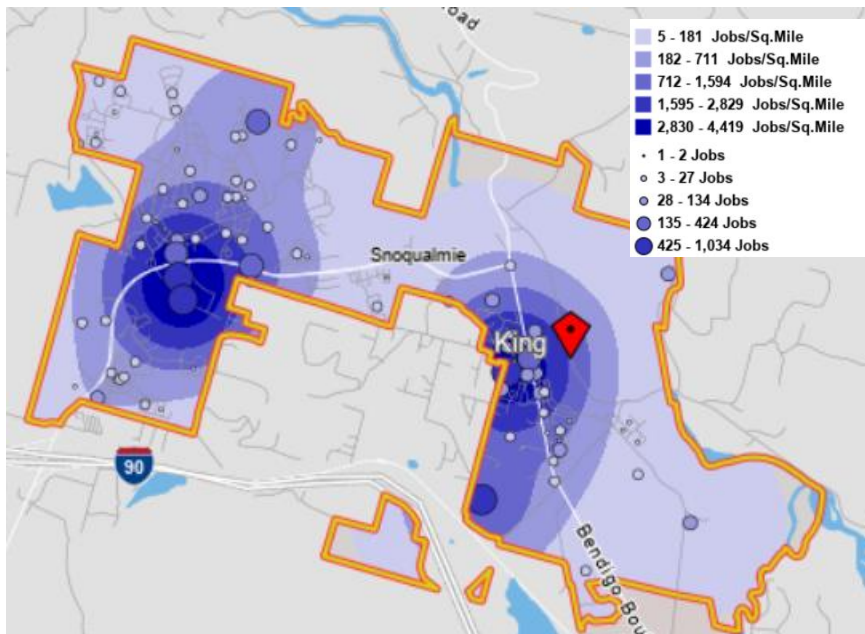 oad
5 - 181 Jobs/Sq.Mile
182 - 711 Jobs/Sq.Mile
712 - 1,594 Jobs/Sq.Mile
1,595 - 2,829 Jobs/Sq.Mile
2,830 - 4,419 Jobs/Sq.Mile
1 - 2 Jobs
3 - 27 Jobs
28 - 134 Jobs
135 - 424 Jobs
425 - 1,034 Jobs
Snoqualmie
King
90
Bendigo Bou